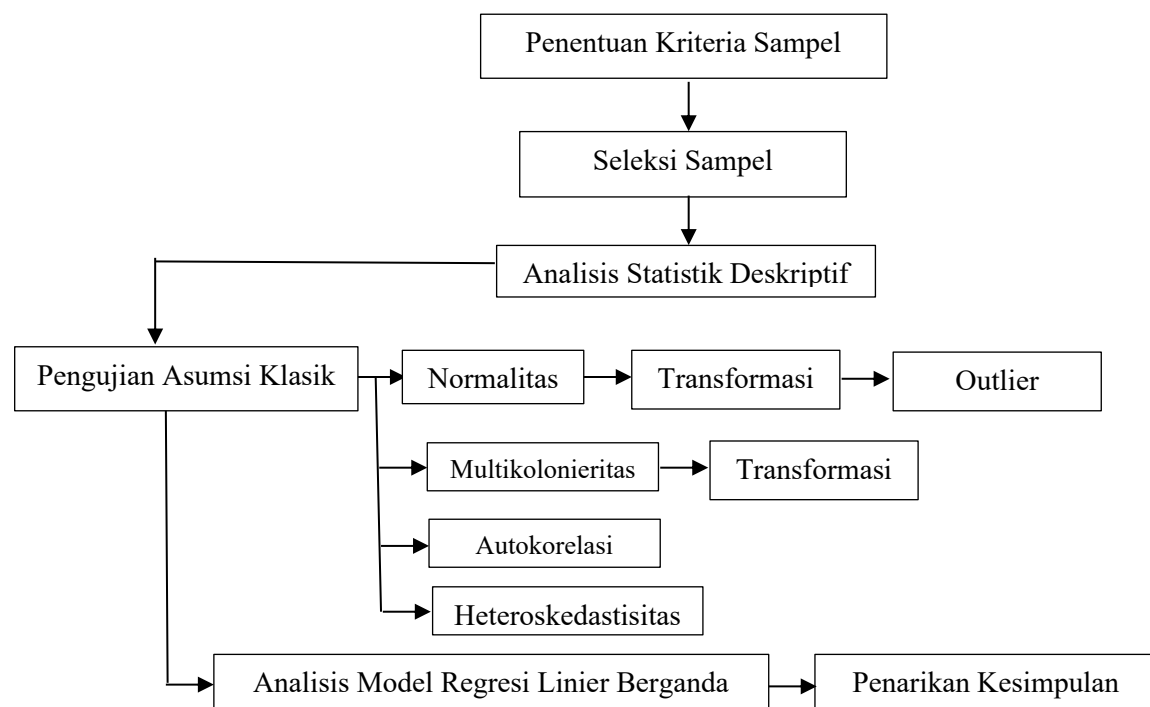 Penentuan Kriteria Sampel
Seleksi Sampel
Analisis Statistik Deskriptif
Pengujian Asumsi Klasik
Normalitas
Transformasi
Outlier
Multikolonieritas
Transformasi
Autokorelasi
Heteroskedastisitas
Analisis Model Regresi Linier Berganda
Penarikan Kesimpulan